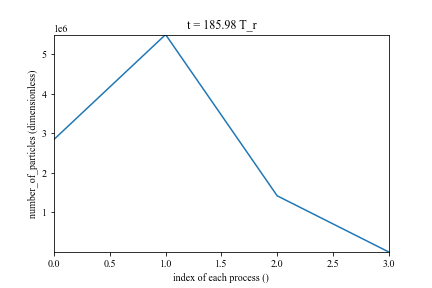 t = 185.98 T_r
1e6
5
4
3
2
1
number_of_particles (dimensionless)
0.0 0.5 1.0 1.5 2.0 2.5 3.0
index of each process ()